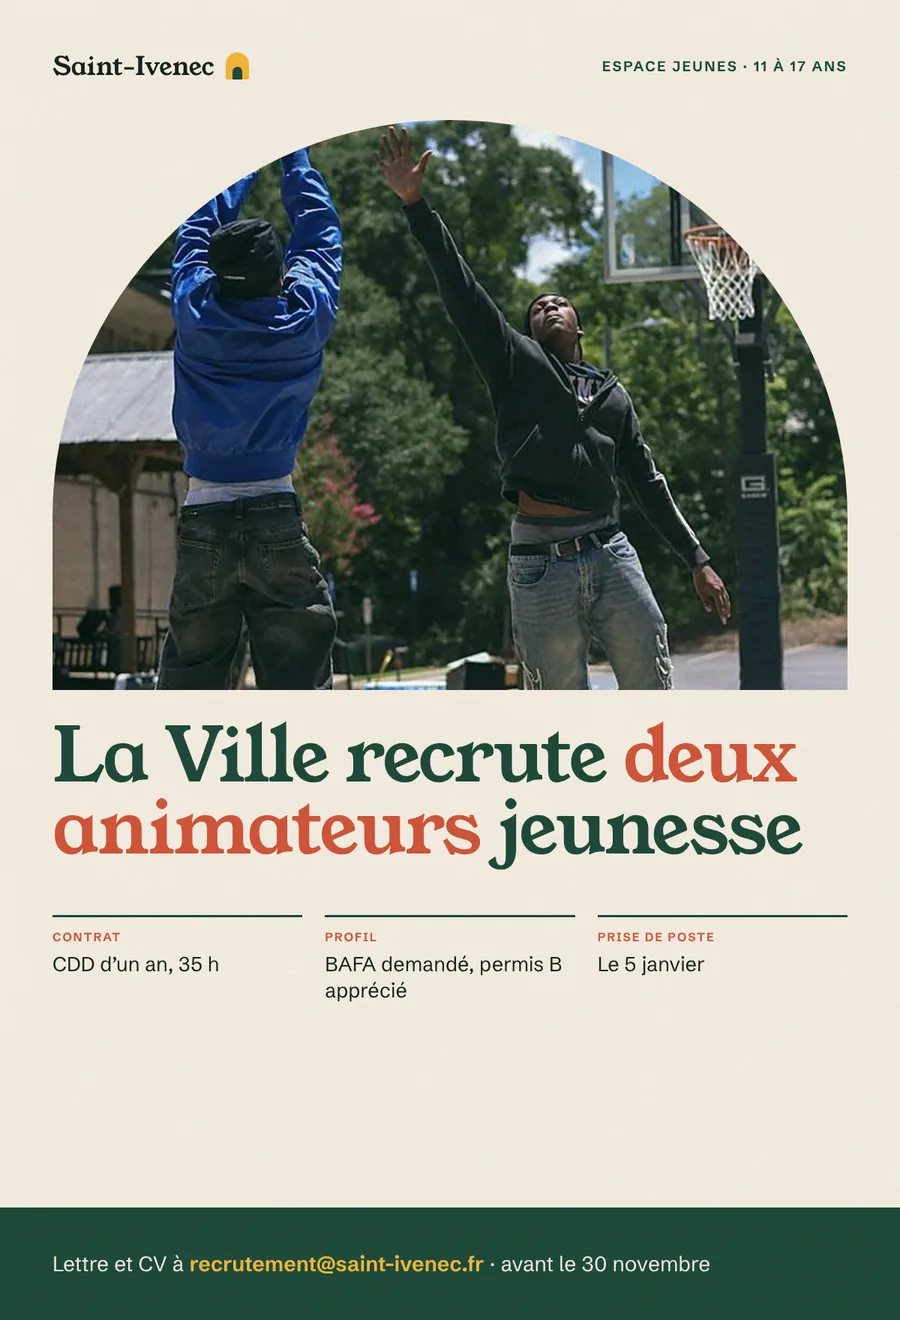 Saint-Ivenec
ESPACE JEUNES · 11 À 17 ANS
La Ville recrute deux
animateurs jeunesse
CONTRAT
CDD d’un an, 35 h
PROFIL
BAFA demandé, permis B
apprécié
PRISE DE POSTE
Le 5 janvier
Lettre et CV à recrutement@saint-ivenec.fr · avant le 30 novembre